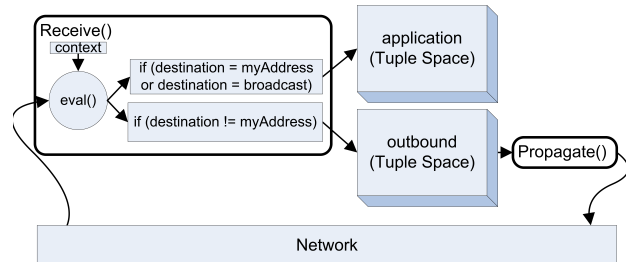 Receive()
context
eval()
if (destination = myAddress
or destination = broadcast)
if (destination != myAddress)
application
(Tuple Space)
outbound
(Tuple Space)
Propagate()
Network